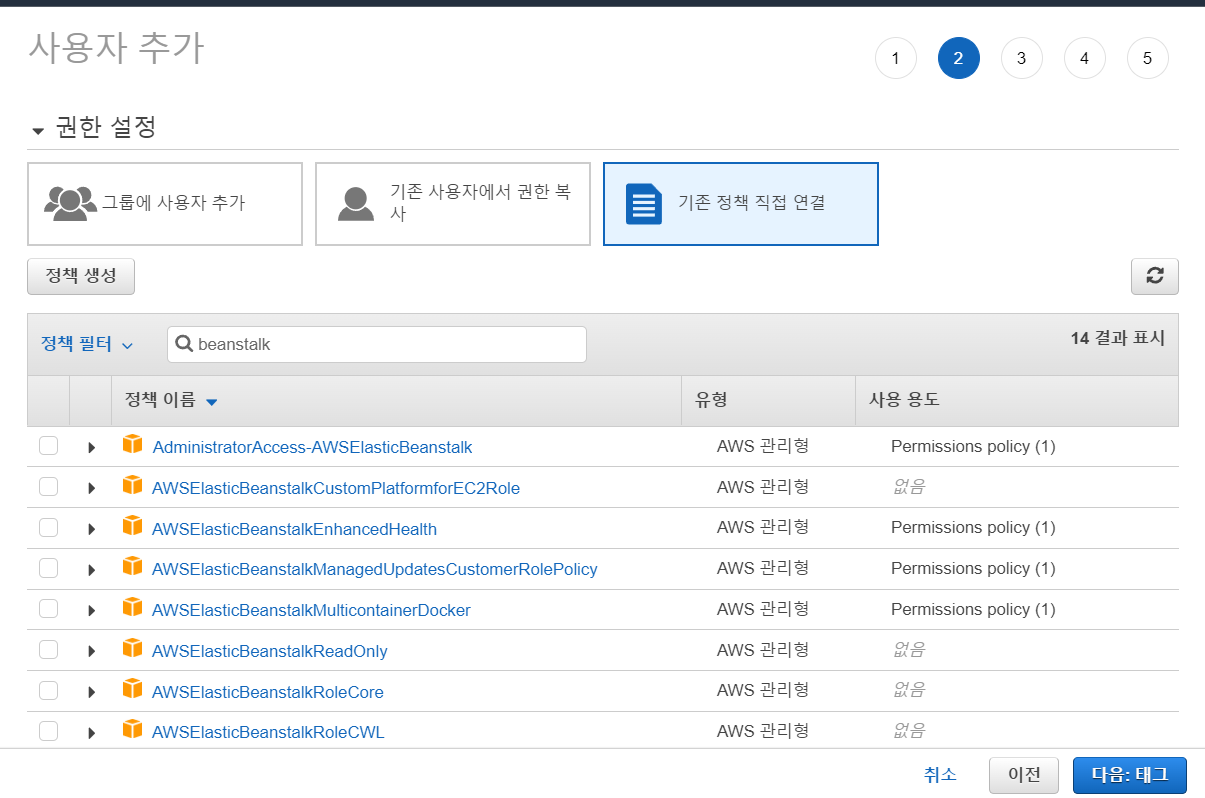 사용자 추가
1 2 3 4 5
권한 설정
그룹에 사용자 추가
기존 사용자에서 권한 복
사
기존 정책 직접 연결
정책 생성
정책 필터 beanstalk 14 결과 표시
정책 이름 유형 사용 용도
AdministratorAccess-AWSElasticBeanstalk AWS 관리형 Permissions policy (1)
AWSElasticBeanstalkCustomPlatformforEC2Role AWS 관리형 없음
AWSElasticBeanstalkEnhancedHealth AWS 관리형 Permissions policy (1)
AWSElasticBeanstalkManagedUpdatesCustomerRolePolicy AWS 관리형 Permissions policy (1)
AWSElasticBeanstalkMulticontainerDocker AWS 관리형 Permissions policy (1)
AWSElasticBeanstalkReadOnly AWS 관리형 없음
AWSElasticBeanstalkRoleCore AWS 관리형 없음
AWSElasticBeanstalkRoleCWL AWS 관리형 없음
취소 이전 다음: 태그